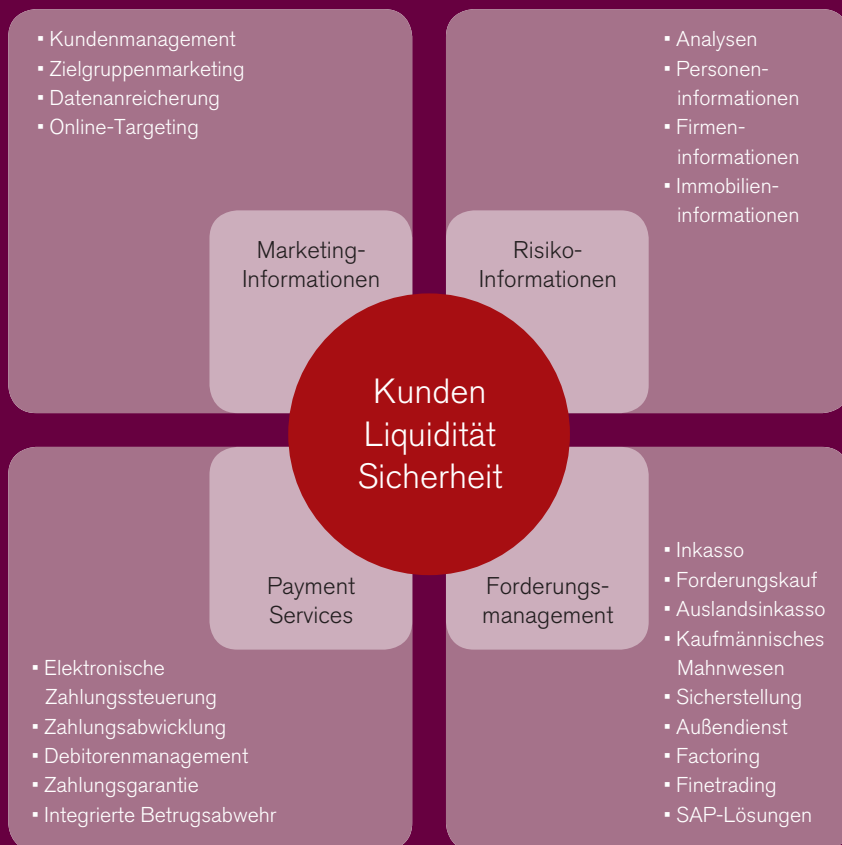 ▪ Kundenmanagement
▪ Zielgruppenmarketing
▪ Datenanreicherung
▪ Online-Targeting
Marketing-
Informationen
▪ Analysen
▪ Personen-
informationen
▪ Firmen-
informationen
▪ Immobilien-
informationen
Risiko-
Informationen
Kunden
Liquidität
Sicherheit
Payment
Services
▪ Elektronische
Zahlungssteuerung
▪ Zahlungsabwicklung
▪ Debitorenmanagement
▪ Zahlungsgarantie
▪ Integrierte Betrugsabwehr
Forderungs-
management
▪ Inkasso
▪ Forderungskauf
▪ Auslandsinkasso
▪ Kaufmännisches
Mahnwesen
▪ Sicherstellung
▪ Außendienst
▪ Factoring
▪ Finetrading
▪ SAP-Lösungen